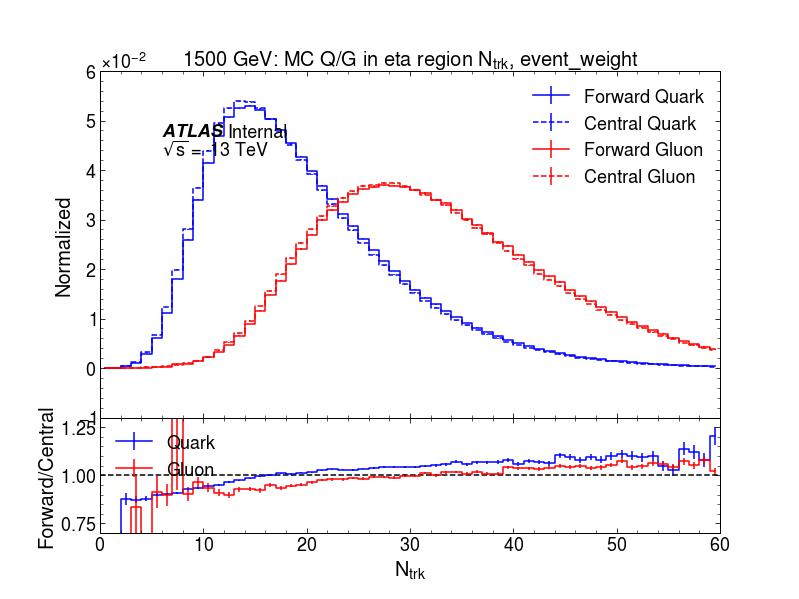 ×10−2
1500 GeV: MC Q/G in eta region Ntrk, event_weight
6
5
4
3
2
1
0
−1
Normalized
ATLAS Internal
√s = 13 TeV
Forward Quark
Central Quark
Forward Gluon
Central Gluon
1.25
1.00
0.75
Forward/Central
Quark
Gluon
0 10 20 30 40 50 60
Ntrk